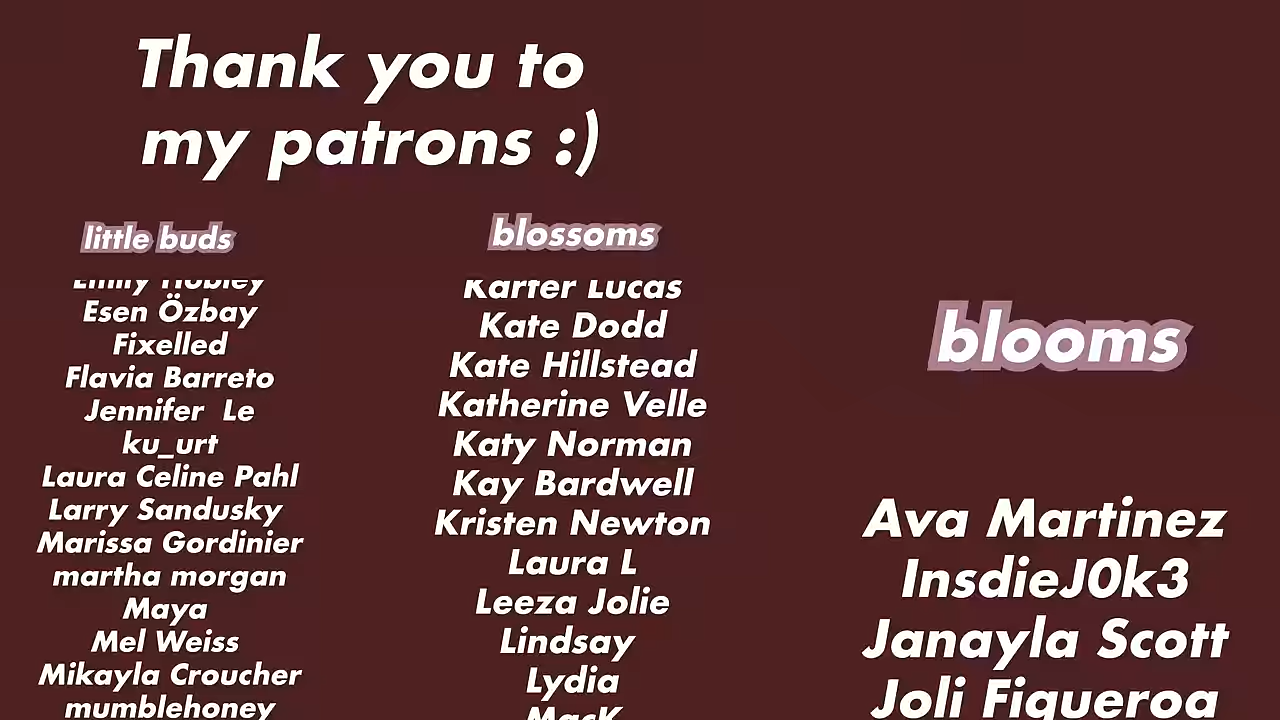 Thank you to
my patrons :)
little buds
Emily Hobley
Esen Özbay
Fixelled
Flavia Barreto
Jennifer  Le
ku_urt
Laura Celine Pahl
Larry Sandusky
Marissa Gordinier
martha morgan
Maya
Mel Weiss
Mikayla Croucher
mumblehoney
blossoms
Karter Lucas
Kate Dodd
Kate Hillstead
Katherine Velle
Katy Norman
Kay Bardwell
Kristen Newton
Laura L
Leeza Jolie
Lindsay
Lydia
MacK
blooms
Ava Martinez
InsdieJ0k3
Janayla Scott
Joli Figueroa